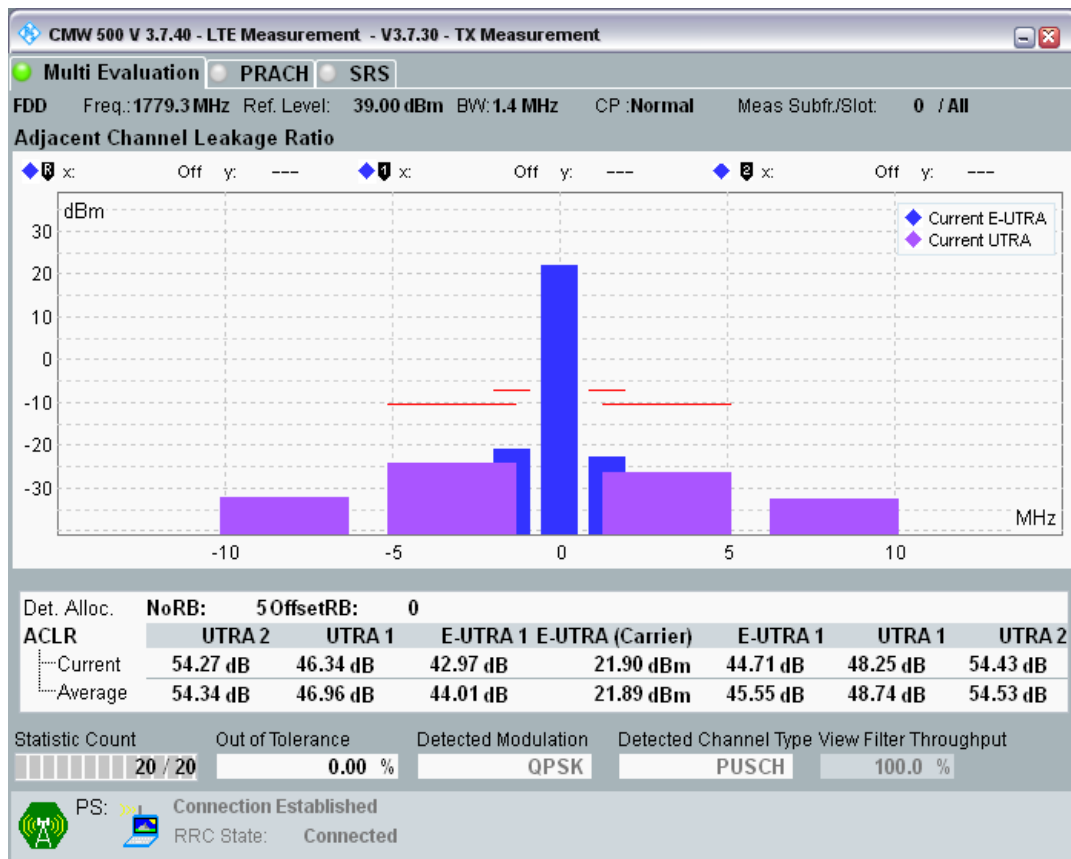 CMW 500 V 3.7.40 - LTE Measurement - V3.7.30 - TX Measurement
Multi Evaluation PRACH SRS
FDD Freq.: 1779.3 MHz Ref. Level: 39.00 dBm BW: 1.4 MHz CP : Normal Meas Subfr./Slot: 0 / All
Adjacent Channel Leakage Ratio
R x: Off y: --- 1 x: Off y: --- 2 x: Off y: ---
dBm
Current E-UTRA
Current UTRA
30
20
10
0
-10
-20
-30
MHz
-10 -5 0 5 10
Det. Alloc. NoRB: 5 OffsetRB: 0
ACLR UTRA 2 UTRA 1 E-UTRA 1 E-UTRA (Carrier) E-UTRA 1 UTRA 1 UTRA 2
Current 54.27 dB 46.34 dB 42.97 dB 21.90 dBm 44.71 dB 48.25 dB 54.43 dB
Average 54.34 dB 46.96 dB 44.01 dB 21.89 dBm 45.55 dB 48.74 dB 54.53 dB
Statistic Count Out of Tolerance Detected Modulation Detected Channel Type View Filter Throughput
20 / 20 0.00 % QPSK PUSCH 100.0 %
PS: Connection Established
RRC State: Connected